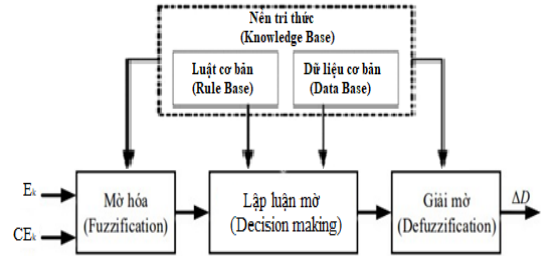 Nền tri thức
(Knowledge Base)
Luật cơ bản
(Rule Base)
Dữ liệu cơ bản
(Data Base)
Eₖ
CEₖ
Mờ hóa
(Fuzzification)
Lập luận mờ
(Decision making)
Giải mờ
(Defuzzification)
ΔD